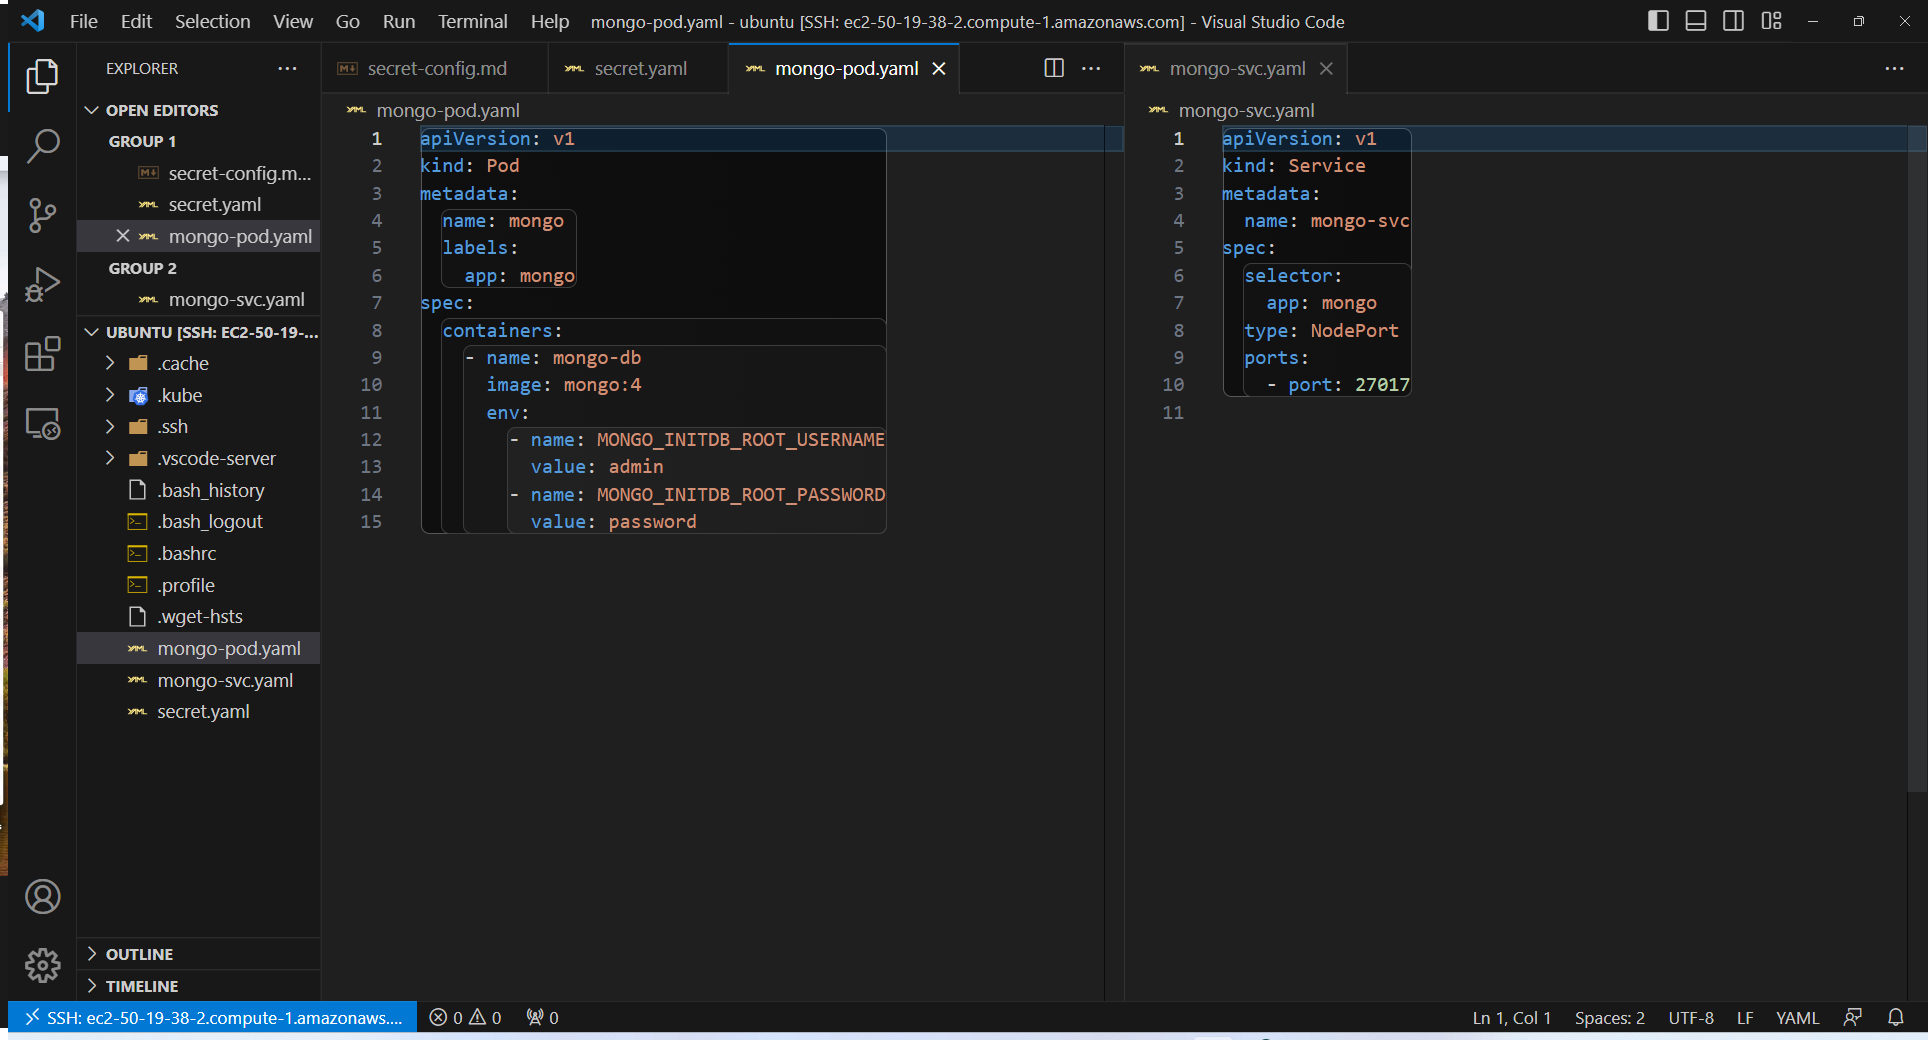 File Edit Selection View Go Run Terminal Help mongo-pod.yaml - ubuntu [SSH: ec2-50-19-38-2.compute-1.amazonaws.com] - Visual Studio Code
EXPLORER
OPEN EDITORS
GROUP 1
secret-config.m...
secret.yaml
mongo-pod.yaml
GROUP 2
mongo-svc.yaml
UBUNTU [SSH: EC2-50-19-...
.cache
.kube
.ssh
.vscode-server
.bash_history
.bash_logout
.bashrc
.profile
.wget-hsts
mongo-pod.yaml
mongo-svc.yaml
secret.yaml
OUTLINE
TIMELINE
secret-config.md secret.yaml mongo-pod.yaml
mongo-pod.yaml
1 apiVersion: v1
2 kind: Pod
3 metadata:
4 name: mongo
5 labels:
6 app: mongo
7 spec:
8 containers:
9 - name: mongo-db
10 image: mongo:4
11 env:
12 - name: MONGO_INITDB_ROOT_USERNAME
13 value: admin
14 - name: MONGO_INITDB_ROOT_PASSWORD
15 value: password
mongo-svc.yaml
mongo-svc.yaml
1 apiVersion: v1
2 kind: Service
3 metadata:
4 name: mongo-svc
5 spec:
6 selector:
7 app: mongo
8 type: NodePort
9 ports:
10 - port: 27017
11
SSH: ec2-50-19-38-2.compute-1.amazonaws.... 0 0 0 Ln 1, Col 1 Spaces: 2 UTF-8 LF YAML